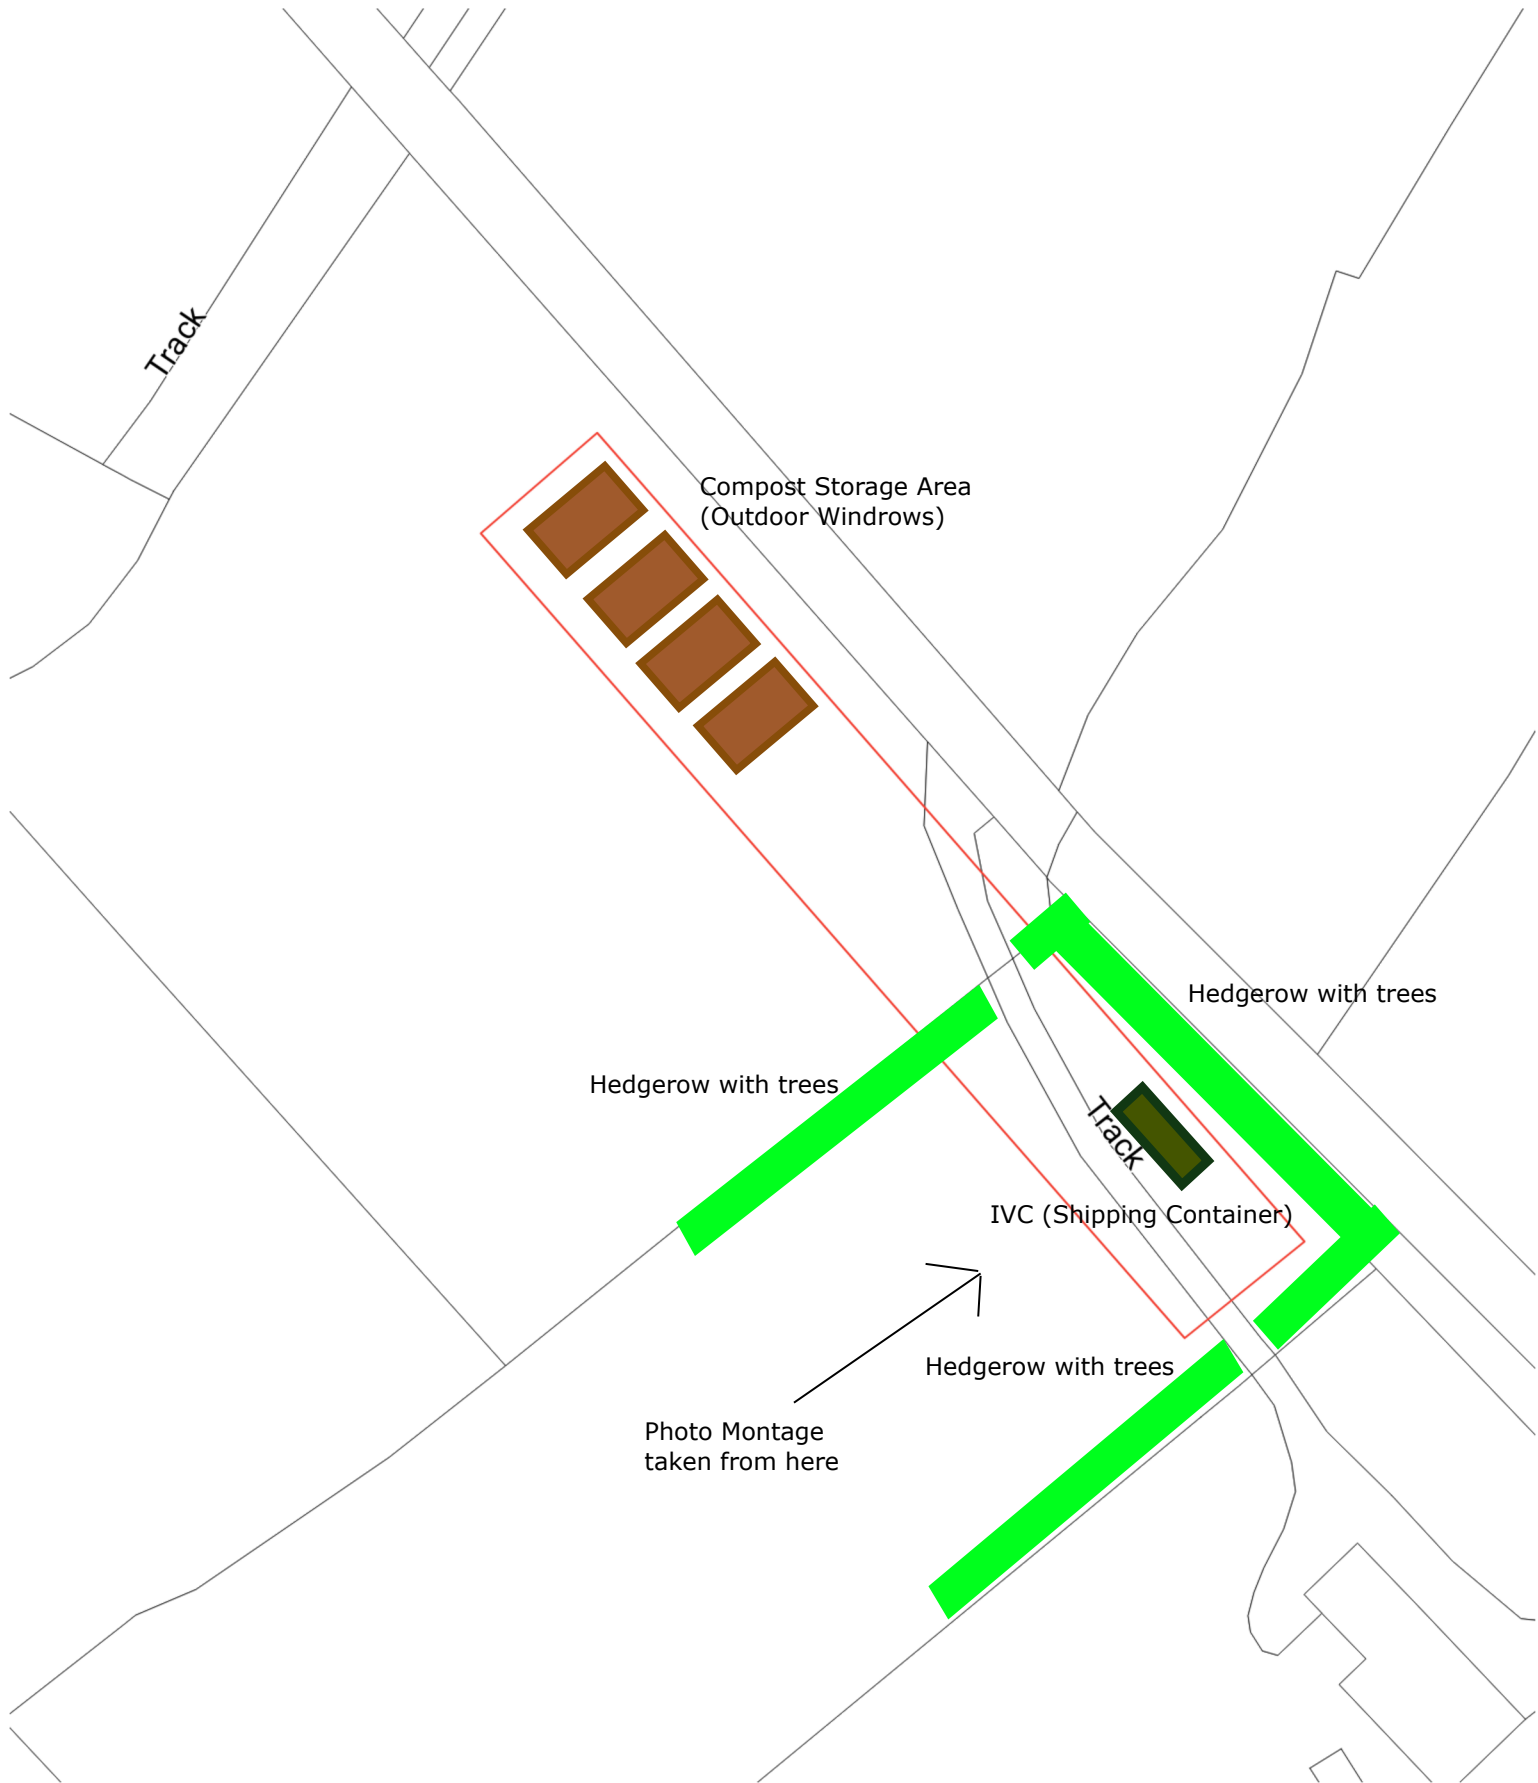 Track
Compost Storage Area
(Outdoor Windrows)
Hedgerow with trees
Hedgerow with trees
Track
IVC (Shipping Container)
Hedgerow with trees
Photo Montage
taken from here